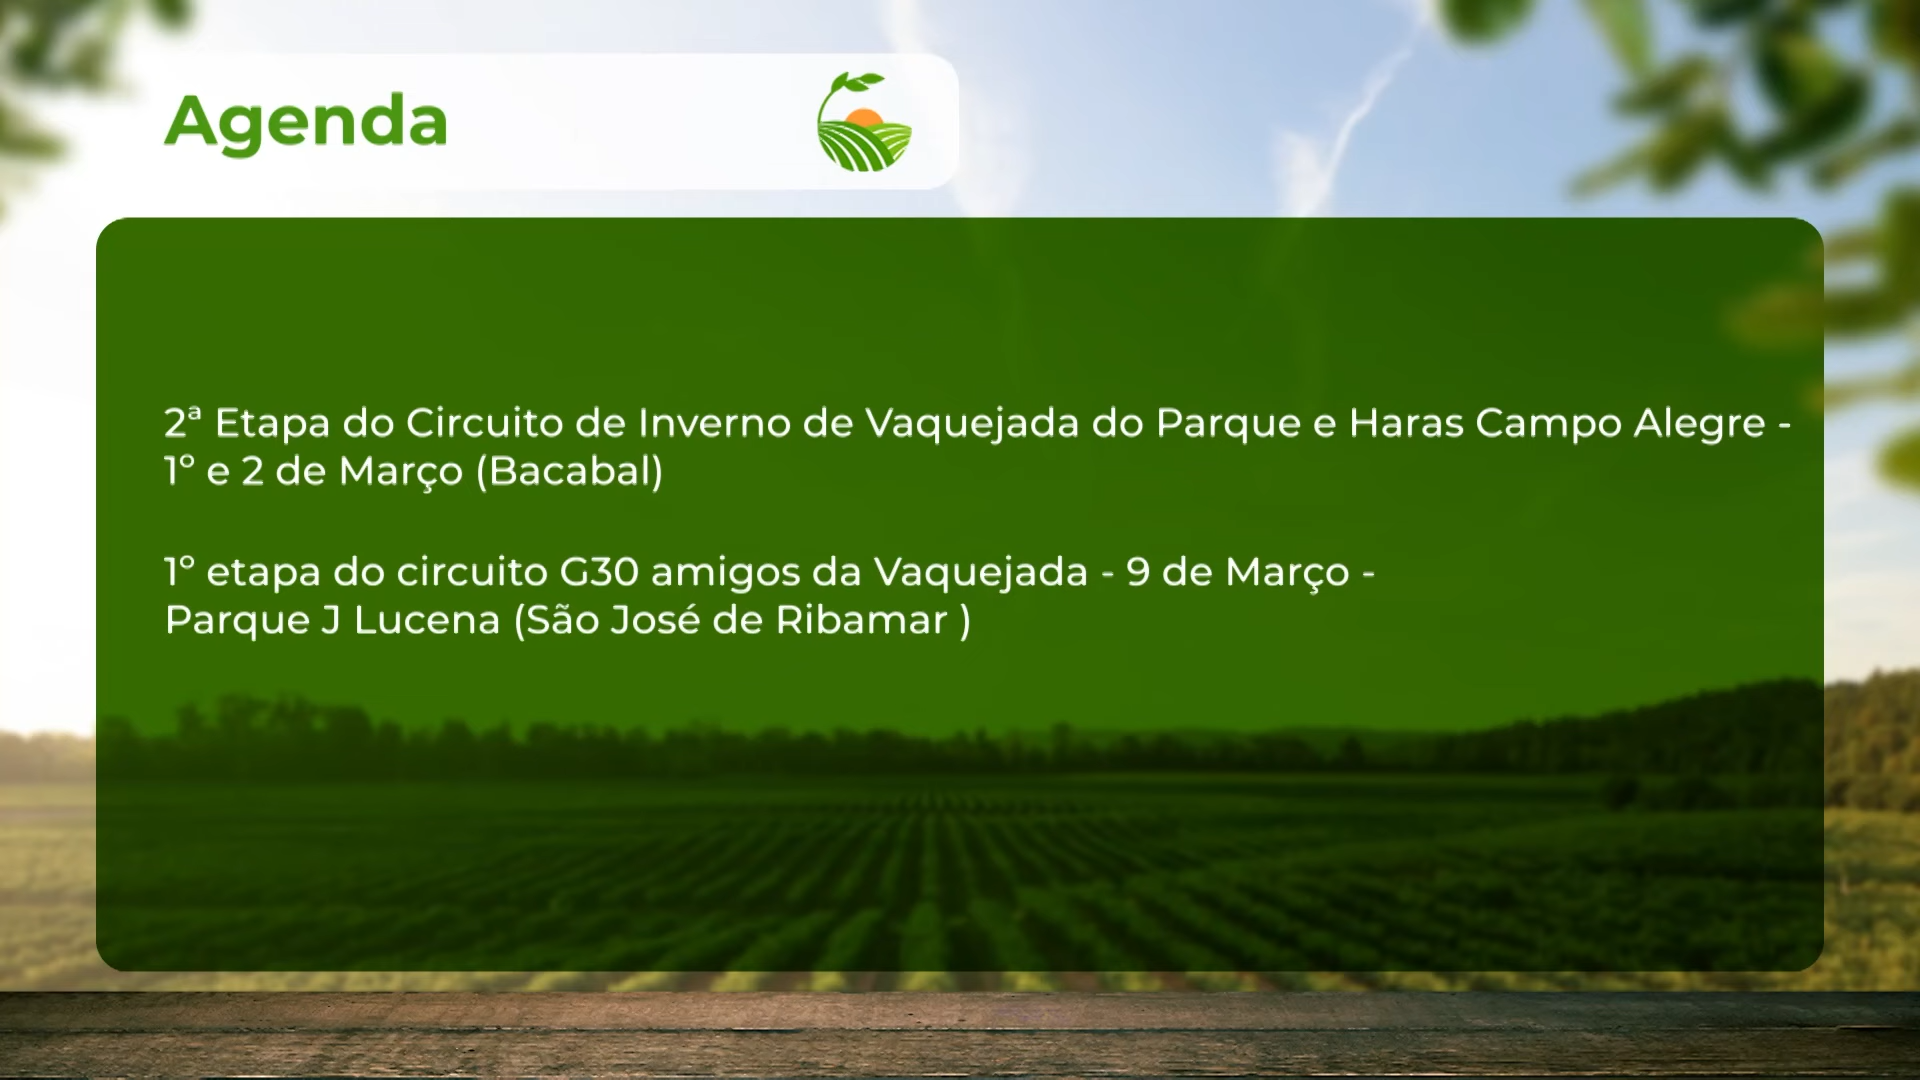 Agenda
2ª Etapa do Circuito de Inverno de Vaquejada do Parque e Haras Campo Alegre -
1º e 2 de Março (Bacabal)
1º etapa do circuito G30 amigos da Vaquejada - 9 de Março -
Parque J Lucena (São José de Ribamar )